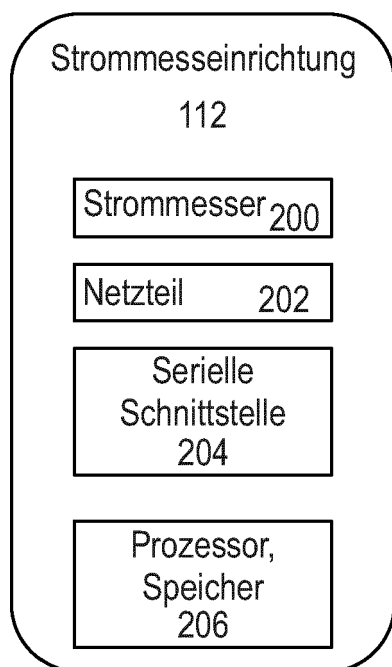 Strommesseinrichtung
112
Strommesser 200
Netzteil 202
Serielle
Schnittstelle
204
Prozessor,
Speicher
206